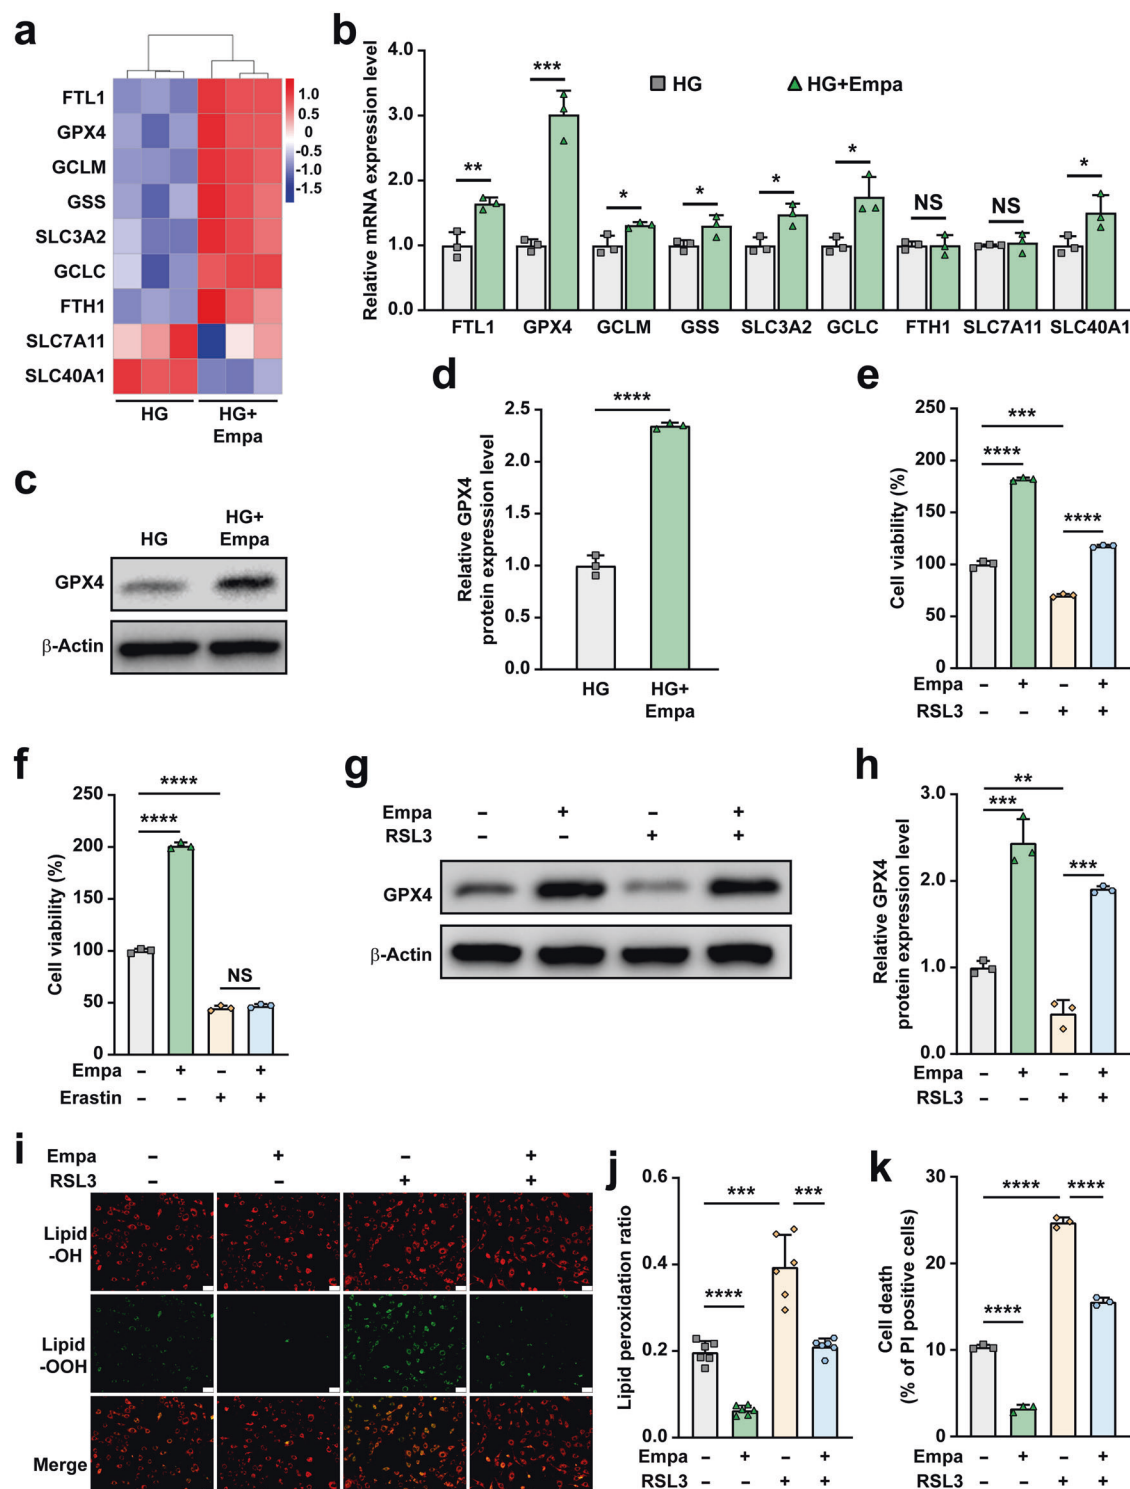 a
FTL1
GPX4
GCLM
GSS
SLC3A2
GCLC
FTH1
SLC7A11
SLC40A1
1.0
0.5
0
-0.5
-1.0
-1.5
HG
HG+
Empa
b
Relative mRNA expression level
4.0
3.0
2.0
1.0
0.0
HG
HG+Empa
**
***
*
*
*
*
NS
NS
*
FTL1 GPX4 GCLM GSS SLC3A2 GCLC FTH1 SLC7A11 SLC40A1
c
HG
HG+
Empa
GPX4
β-Actin
d
Relative GPX4
protein expression level
2.5
2.0
1.5
1.0
0.5
0.0
****
HG
HG+
Empa
e
Cell viability (%)
250
200
150
100
50
0
***
****
****
Empa – + – +
RSL3 – – + +
f
Cell viability (%)
250
200
150
100
50
0
****
****
NS
Empa – + – +
Erastin – – + +
g
Empa – + – +
RSL3 – – + +
GPX4
β-Actin
h
Relative GPX4
protein expression level
3.0
2.0
1.0
0.0
**
***
***
Empa – + – +
RSL3 – – + +
i
Empa – + – +
RSL3 – – + +
Lipid
-OH
Lipid
-OOH
Merge
j
Lipid peroxidation ratio
0.6
0.4
0.2
0.0
***
***
****
Empa – + – +
RSL3 – – + +
k
Cell death
(% of PI positive cells)
30
20
10
0
****
****
****
Empa – + – +
RSL3 – – + +